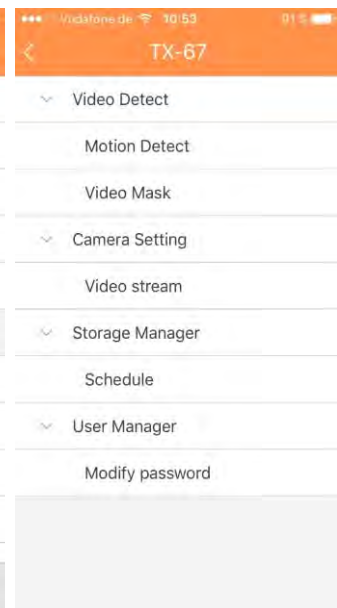 Vodafone.de 10:53 91 %
TX-67
Video Detect
Motion Detect
Video Mask
Camera Setting
Video stream
Storage Manager
Schedule
User Manager
Modify password